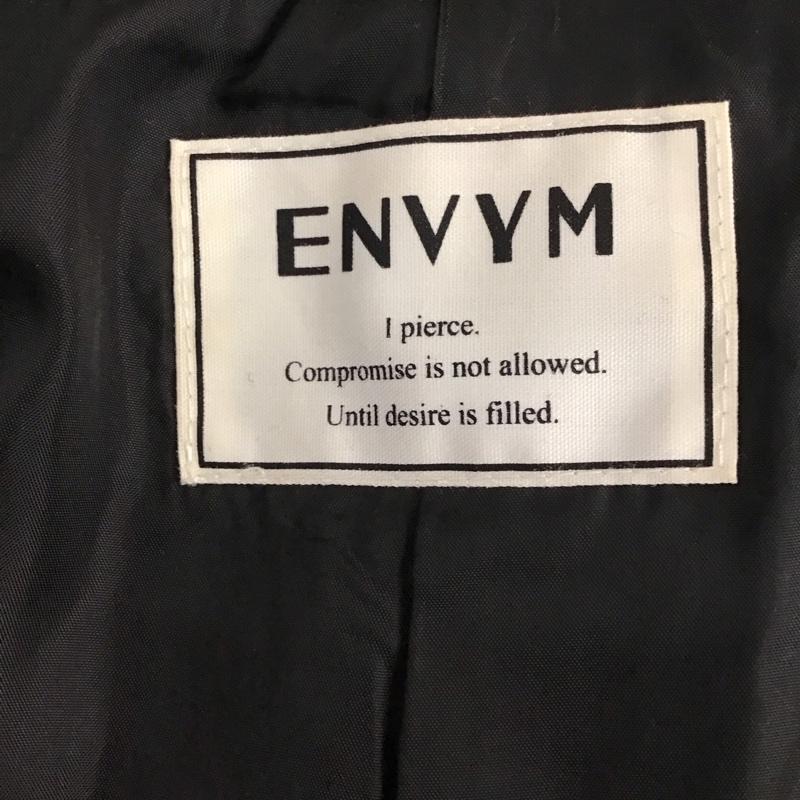 ENVYM
I pierce.
Compromise is not allowed.
Until desire is filled.